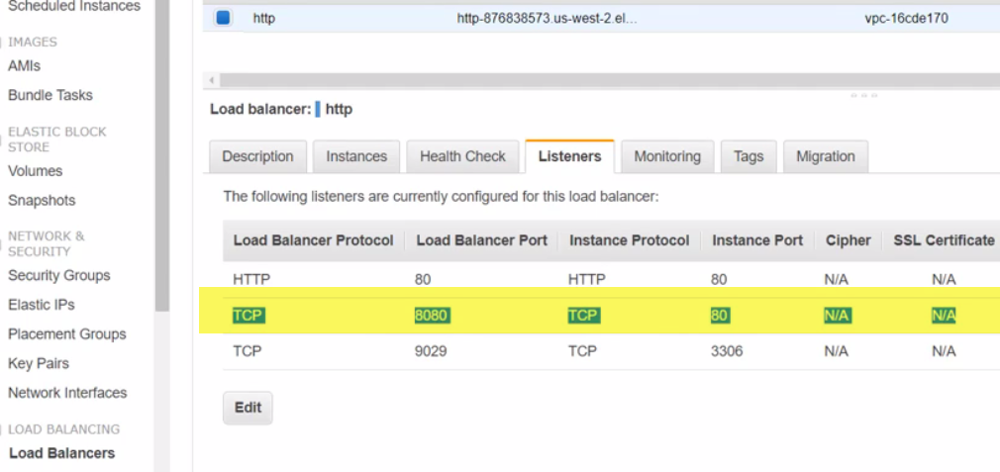 Scheduled Instances
IMAGES
AMIs
Bundle Tasks
ELASTIC BLOCK
STORE
Volumes
Snapshots
NETWORK &
SECURITY
Security Groups
Elastic IPs
Placement Groups
Key Pairs
Network Interfaces
LOAD BALANCING
Load Balancers
http http-876838573.us-west-2.el... vpc-16cde170
Load balancer: http
Description Instances Health Check Listeners Monitoring Tags Migration
The following listeners are currently configured for this load balancer:
Load Balancer Protocol Load Balancer Port Instance Protocol Instance Port Cipher SSL Certificate
HTTP 80 HTTP 80 N/A N/A
TCP 8080 TCP 80 N/A N/A
TCP 9029 TCP 3306 N/A N/A
Edit